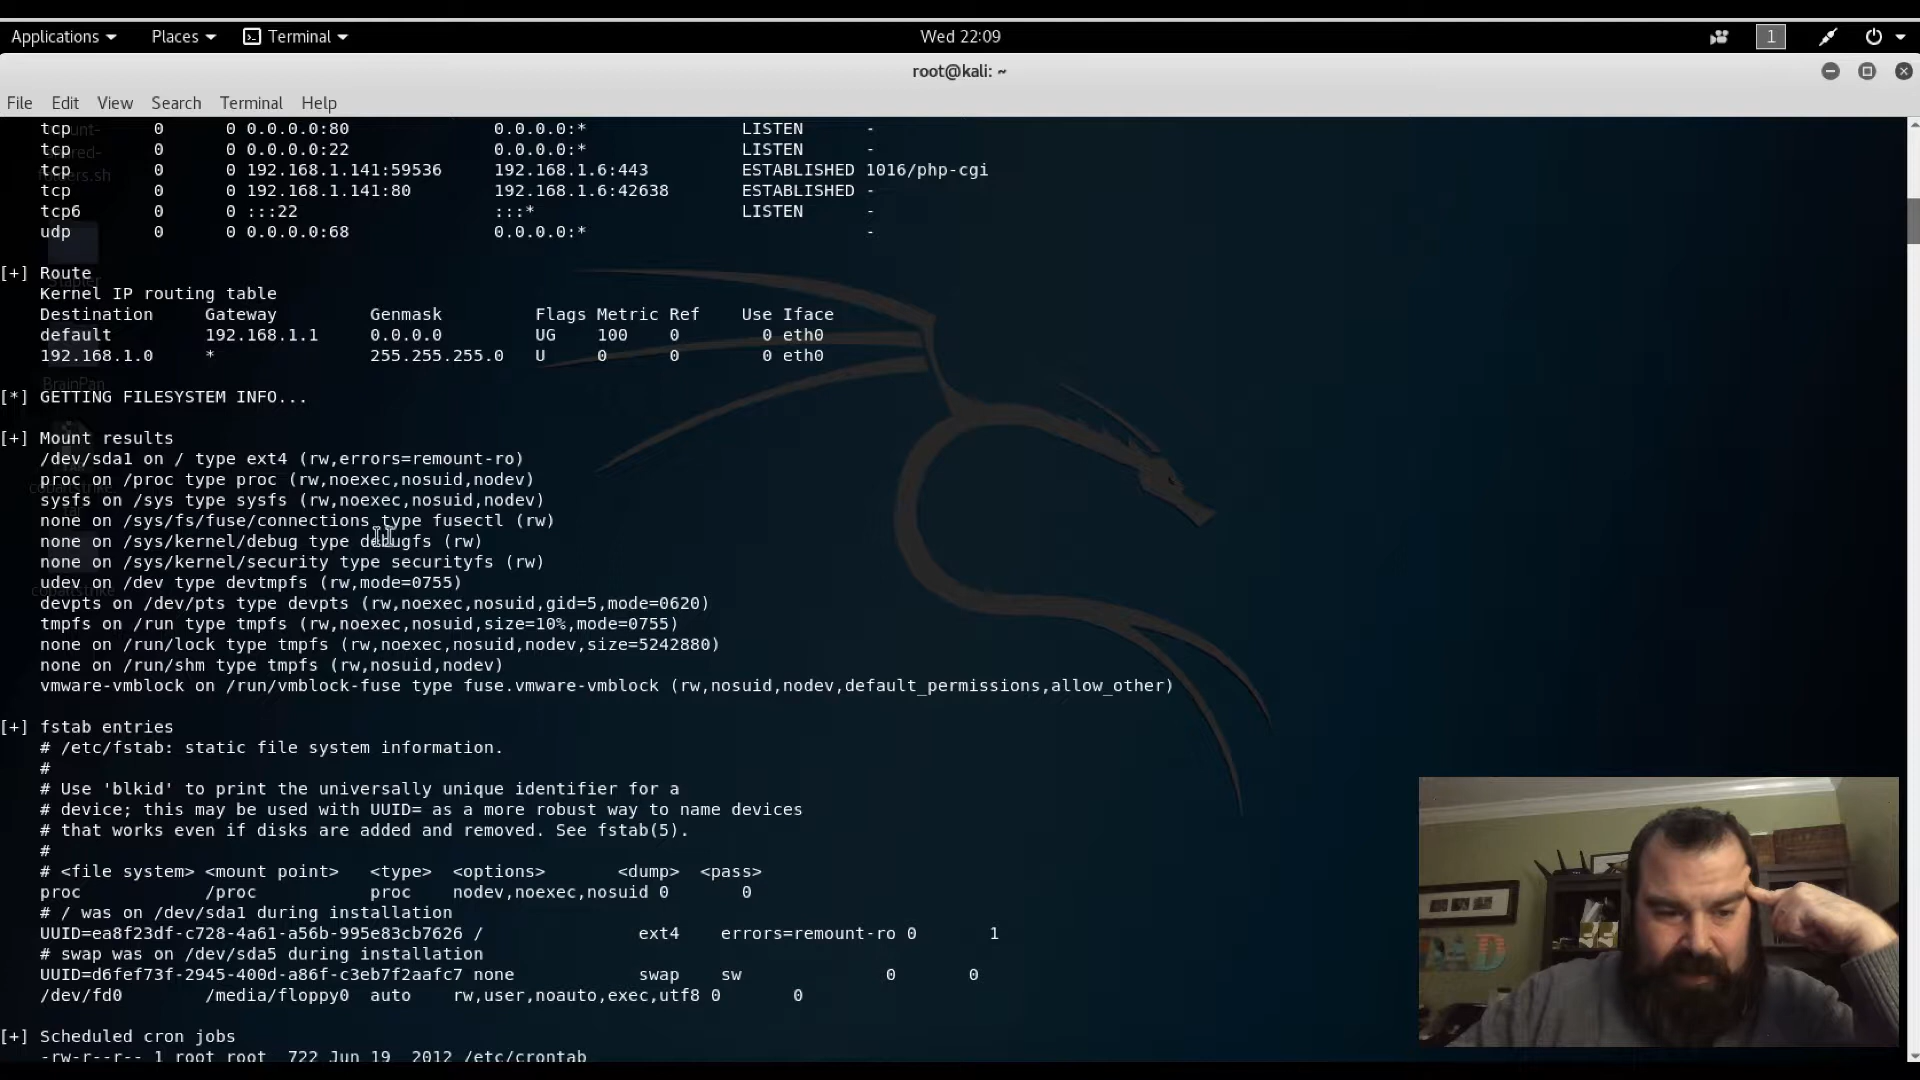 Applications Places Terminal Wed 22:09 1
root@kali: ~
File Edit View Search Terminal Help
tcp 0 0 0.0.0.0:80 0.0.0.0:* LISTEN -
tcp 0 0 0.0.0.0:22 0.0.0.0:* LISTEN -
tcp 0 0 192.168.1.141:59536 192.168.1.6:443 ESTABLISHED 1016/php-cgi
tcp 0 0 192.168.1.141:80 192.168.1.6:42638 ESTABLISHED -
tcp6 0 0 :::22 :::* LISTEN -
udp 0 0 0.0.0.0:68 0.0.0.0:* -
[+] Route
Kernel IP routing table
Destination Gateway Genmask Flags Metric Ref Use Iface
default 192.168.1.1 0.0.0.0 UG 100 0 0 eth0
192.168.1.0 * 255.255.255.0 U 0 0 0 eth0
BrainPan
[*] GETTING FILESYSTEM INFO...
[+] Mount results
/dev/sda1 on / type ext4 (rw,errors=remount-ro)
proc on /proc type proc (rw,noexec,nosuid,nodev)
sysfs on /sys type sysfs (rw,noexec,nosuid,nodev)
none on /sys/fs/fuse/connections type fusectl (rw)
none on /sys/kernel/debug type debugfs (rw)
none on /sys/kernel/security type securityfs (rw)
udev on /dev type devtmpfs (rw,mode=0755)
cobaltstrike
devpts on /dev/pts type devpts (rw,noexec,nosuid,gid=5,mode=0620)
tmpfs on /run type tmpfs (rw,noexec,nosuid,size=10%,mode=0755)
none on /run/lock type tmpfs (rw,noexec,nosuid,nodev,size=5242880)
none on /run/shm type tmpfs (rw,nosuid,nodev)
vmware-vmblock on /run/vmblock-fuse type fuse.vmware-vmblock (rw,nosuid,nodev,default_permissions,allow_other)
[+] fstab entries
# /etc/fstab: static file system information.
#
# Use 'blkid' to print the universally unique identifier for a
# device; this may be used with UUID= as a more robust way to name devices
# that works even if disks are added and removed. See fstab(5).
#
# <file system> <mount point> <type> <options> <dump> <pass>
proc /proc proc nodev,noexec,nosuid 0 0
# / was on /dev/sda1 during installation
UUID=ea8f23df-c728-4a61-a56b-995e83cb7626 / ext4 errors=remount-ro 0 1
# swap was on /dev/sda5 during installation
UUID=d6fef73f-2945-400d-a86f-c3eb7f2aafc7 none swap sw 0 0
/dev/fd0 /media/floppy0 auto rw,user,noauto,exec,utf8 0 0
[+] Scheduled cron jobs
-rw-r--r-- 1 root root 722 Jun 19 2012 /etc/crontab